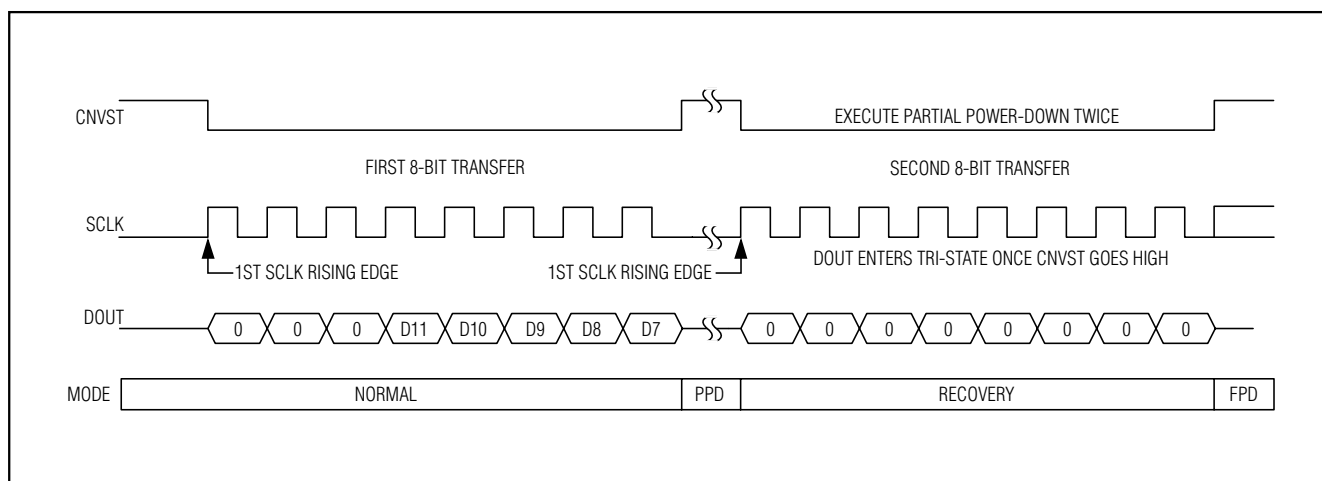 CNVST
EXECUTE PARTIAL POWER-DOWN TWICE
FIRST 8-BIT TRANSFER
SECOND 8-BIT TRANSFER
SCLK
1ST SCLK RISING EDGE
1ST SCLK RISING EDGE
DOUT ENTERS TRI-STATE ONCE CNVST GOES HIGH
DOUT
0 0 0 D11 D10 D9 D8 D7 0 0 0 0 0 0 0 0
MODE NORMAL PPD RECOVERY FPD